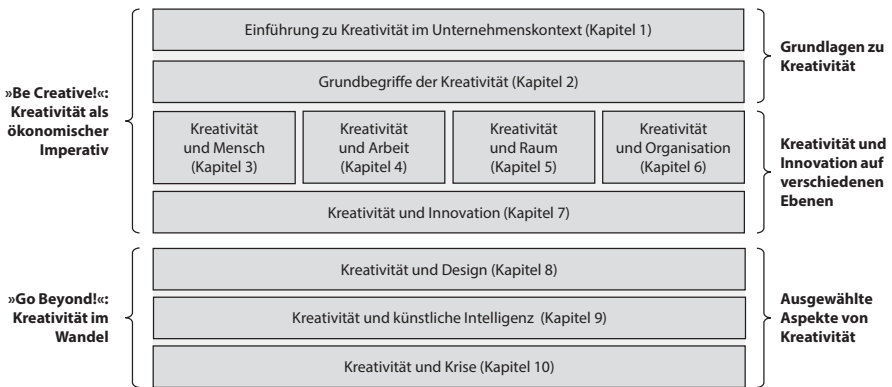 »Be Creative!«:
Kreativität als
ökonomischer
Imperativ
Einführung zu Kreativität im Unternehmenskontext (Kapitel 1)
Grundbegriffe der Kreativität (Kapitel 2)
Grundlagen zu
Kreativität
Kreativität
und Mensch
(Kapitel 3)
Kreativität
und Arbeit
(Kapitel 4)
Kreativität
und Raum
(Kapitel 5)
Kreativität
und Organisation
(Kapitel 6)
Kreativität und Innovation (Kapitel 7)
Kreativität und
Innovation auf
verschiedenen
Ebenen
»Go Beyond!«:
Kreativität im
Wandel
Kreativität und Design (Kapitel 8)
Kreativität und künstliche Intelligenz (Kapitel 9)
Kreativität und Krise (Kapitel 10)
Ausgewählte
Aspekte von
Kreativität